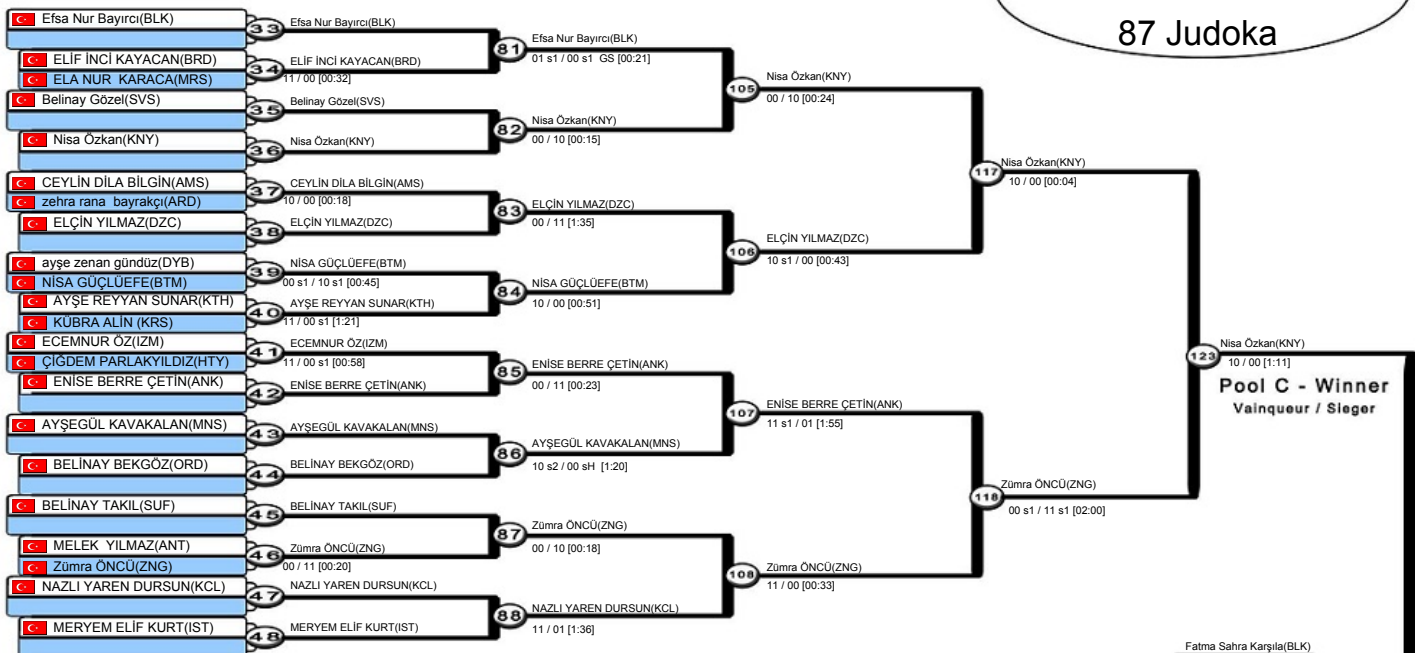 87 Judoka
Efsa Nur Bayırcı(BLK)
ELİF İNCİ KAYACAN(BRD)
ELA NUR KARACA(MRS)
Belinay Gözel(SVS)
Nisa Özkan(KNY)
CEYLİN DİLA BİLGİN(AMS)
zehra rana bayrakçı(ARD)
ELÇİN YILMAZ(DZC)
ayşe zenan gündüz(DYB)
NİSA GÜÇLÜEFE(BTM)
AYŞE REYYAN SUNAR(KTH)
KÜBRA ALİN (KRS)
ECEMNUR ÖZ(IZM)
ÇİĞDEM PARLAKYILDIZ(HTY)
ENİSE BERRE ÇETİN(ANK)
AYŞEGÜL KAVAKALAN(MNS)
BELİNAY BEKGÖZ(ORD)
BELİNAY TAKIL(SUF)
MELEK YILMAZ(ANT)
Zümra ÖNCÜ(ZNG)
NAZLI YAREN DURSUN(KCL)
MERYEM ELİF KURT(IST)
33
Efsa Nur Bayırcı(BLK)
34
ELİF İNCİ KAYACAN(BRD)
11 / 00 [00:32]
35
Belinay Gözel(SVS)
36
Nisa Özkan(KNY)
37
CEYLİN DİLA BİLGİN(AMS)
10 / 00 [00:18]
38
ELÇİN YILMAZ(DZC)
39
NİSA GÜÇLÜEFE(BTM)
00 s1 / 10 s1 [00:45]
40
AYŞE REYYAN SUNAR(KTH)
11 / 00 s1 [1:21]
41
ECEMNUR ÖZ(IZM)
11 / 00 s1 [00:58]
42
ENİSE BERRE ÇETİN(ANK)
43
AYŞEGÜL KAVAKALAN(MNS)
44
BELİNAY BEKGÖZ(ORD)
45
BELİNAY TAKIL(SUF)
46
Zümra ÖNCÜ(ZNG)
00 / 11 [00:20]
47
NAZLI YAREN DURSUN(KCL)
48
MERYEM ELİF KURT(IST)
81
Efsa Nur Bayırcı(BLK)
01 s1 / 00 s1 GS [00:21]
82
Nisa Özkan(KNY)
00 / 10 [00:15]
83
ELÇİN YILMAZ(DZC)
00 / 11 [1:35]
84
NİSA GÜÇLÜEFE(BTM)
10 / 00 [00:51]
85
ENİSE BERRE ÇETİN(ANK)
00 / 11 [00:23]
86
AYŞEGÜL KAVAKALAN(MNS)
10 s2 / 00 sH [1:20]
87
Zümra ÖNCÜ(ZNG)
00 / 10 [00:18]
88
NAZLI YAREN DURSUN(KCL)
11 / 01 [1:36]
105
Nisa Özkan(KNY)
00 / 10 [00:24]
106
ELÇİN YILMAZ(DZC)
10 s1 / 00 [00:43]
107
ENİSE BERRE ÇETİN(ANK)
11 s1 / 01 [1:55]
108
Zümra ÖNCÜ(ZNG)
11 / 00 [00:33]
117
Nisa Özkan(KNY)
10 / 00 [00:04]
118
Zümra ÖNCÜ(ZNG)
00 s1 / 11 s1 [02:00]
123
Nisa Özkan(KNY)
10 / 00 [1:11]
Pool C - Winner
Vainqueur / Sieger
Fatma Sahra Karşıla(BLK)